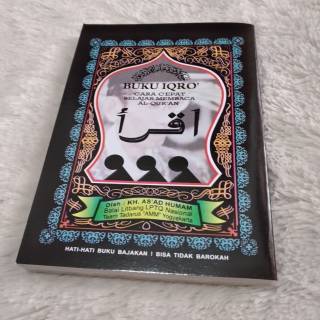 BUKU IQRO'
CARA CEPAT
BELAJAR MEMBACA
AL-QUR'AN
اقرأ
Oleh : KH. AS'AD HUMAM
Balai Litbang LPTQ Nasional
Team Tadarus "AMM" Yogyakarta
HATI-HATI BUKU BAJAKAN ! BISA TIDAK BAROKAH